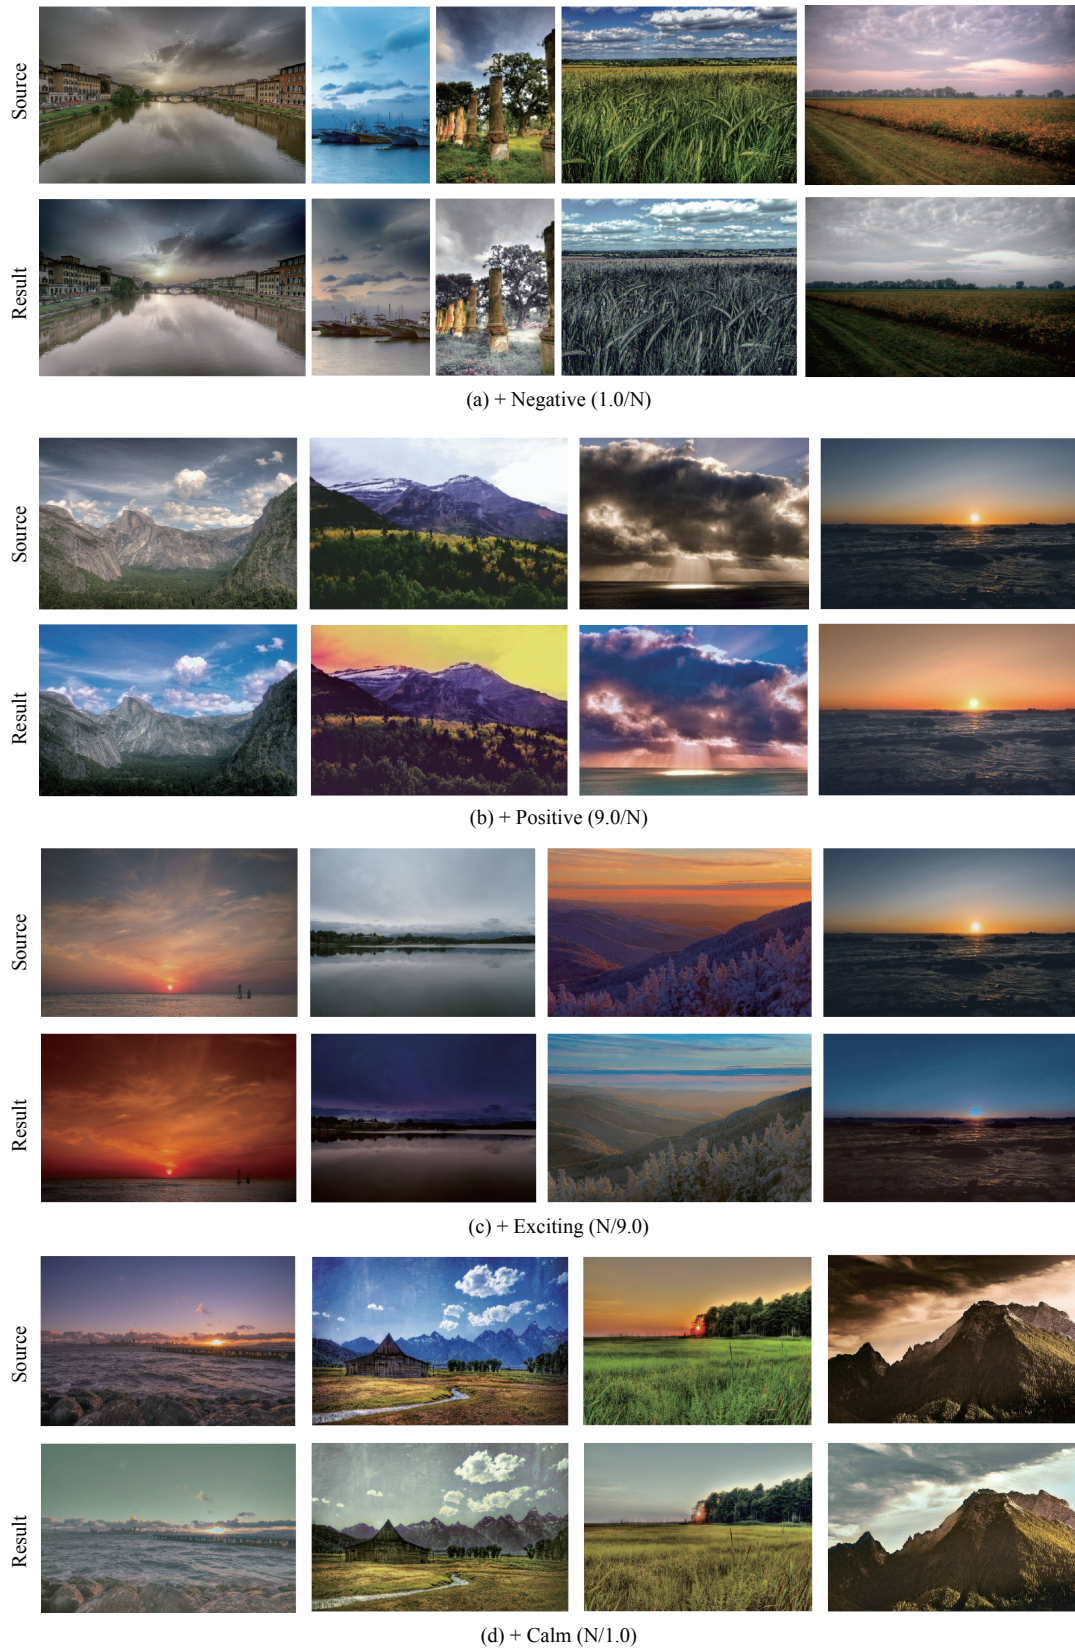 Source
Result
(a) + Negative (1.0/N)
Source
Result
(b) + Positive (9.0/N)
Source
Result
(c) + Exciting (N/9.0)
Source
Result
(d) + Calm (N/1.0)